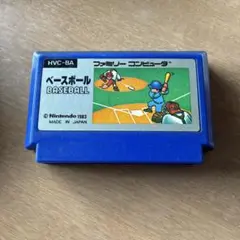 HVC-BA
ファミリー コンピュータ
ベースボール
BASEBALL
© Nintendo 1983
MADE IN JAPAN